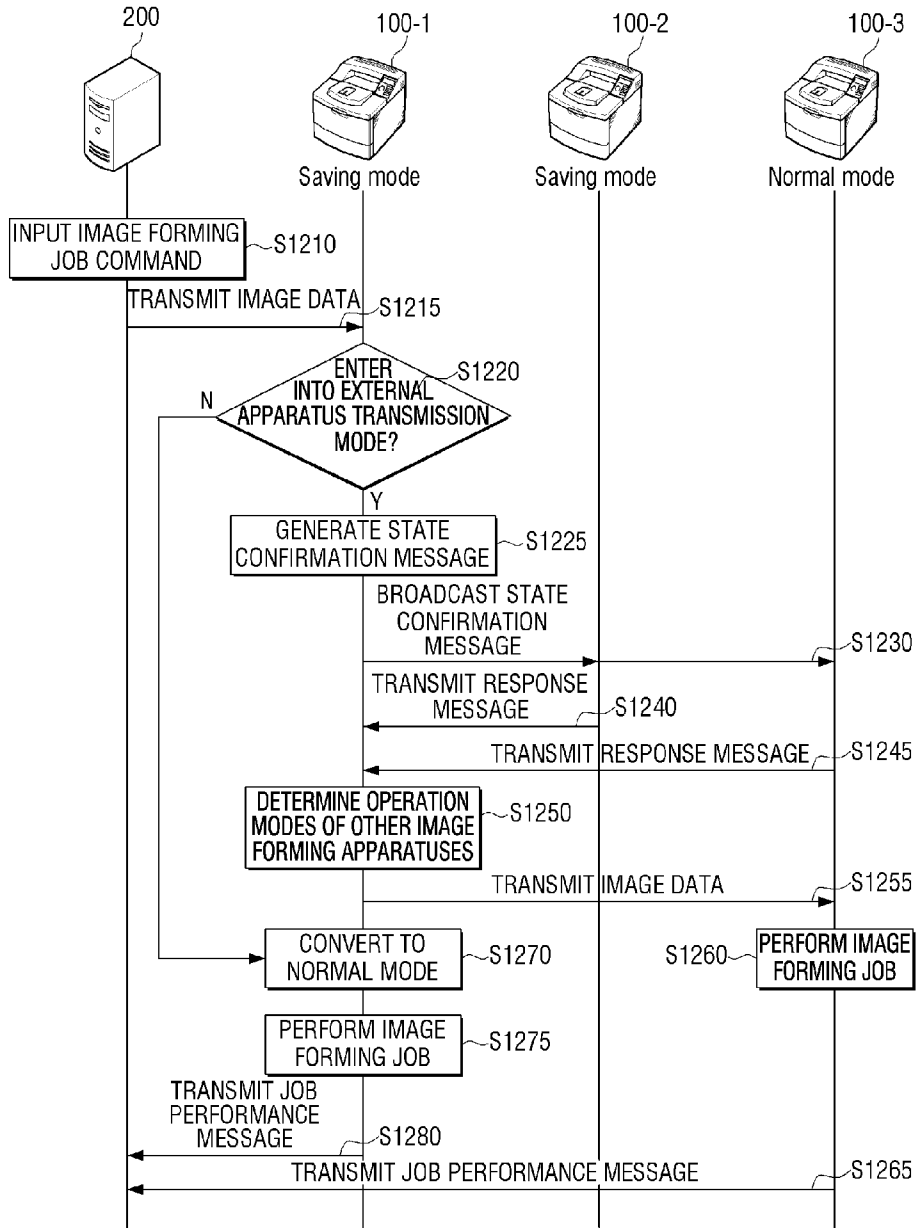 200
100-1
100-2
100-3
Saving mode
Saving mode
Normal mode
INPUT IMAGE FORMING
JOB COMMAND
S1210
TRANSMIT IMAGE DATA
S1215
ENTER
INTO EXTERNAL
APPARATUS TRANSMISSION
MODE?
S1220
N
Y
GENERATE STATE
CONFIRMATION MESSAGE
S1225
BROADCAST STATE
CONFIRMATION
MESSAGE
S1230
TRANSMIT RESPONSE
MESSAGE
S1240
TRANSMIT RESPONSE MESSAGE
S1245
DETERMINE OPERATION
MODES OF OTHER IMAGE
FORMING APPARATUSES
S1250
TRANSMIT IMAGE DATA
S1255
CONVERT TO
NORMAL MODE
S1270
S1260
PERFORM IMAGE
FORMING JOB
PERFORM IMAGE
FORMING JOB
S1275
TRANSMIT JOB
PERFORMANCE
MESSAGE
S1280
TRANSMIT JOB PERFORMANCE MESSAGE
S1265